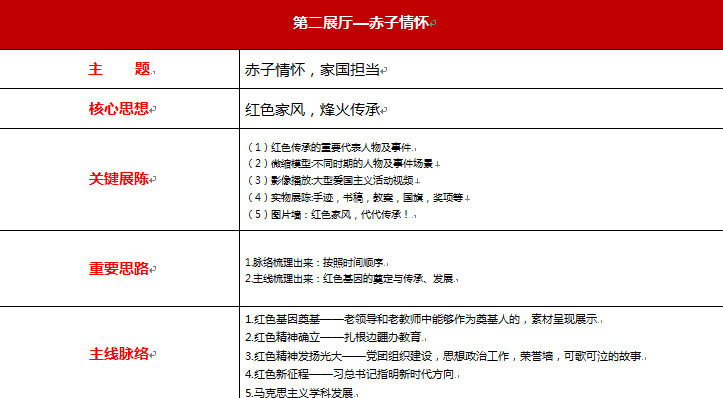 第二展厅—赤子情怀
主 题
赤子情怀，家国担当
核心思想
红色家风，烽火传承
关键展陈
（1）红色传承的重要代表人物及事件
（2）微缩模型:不同时期的人物及事件场景
（3）影像播放:大型爱国主义活动视频
（4）实物展陈:手迹，书稿，教案，国旗，奖项等
（5）图片墙：红色家风，代代传承！
重要思路
1.脉络梳理出来：按照时间顺序
2.主线梳理出来：红色基因的奠定与传承、发展
主线脉络
1.红色基因奠基——老领导和老教师中能够作为奠基人的，素材呈现展示
2.红色精神确立——扎根边疆办教育
3.红色精神发扬光大——党团组织建设，思想政治工作，荣誉墙，可歌可泣的故事
4.红色新征程——习总书记指明新时代方向
5.马克思主义学科发展